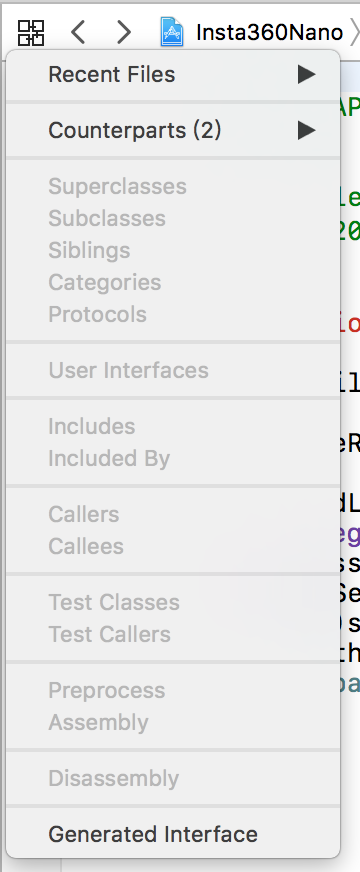 Insta360Nano
Recent Files
Counterparts (2)
Superclasses
Subclasses
Siblings
Categories
Protocols
User Interfaces
Includes
Included By
Callers
Callees
Test Classes
Test Callers
Preprocess
Assembly
Disassembly
Generated Interface